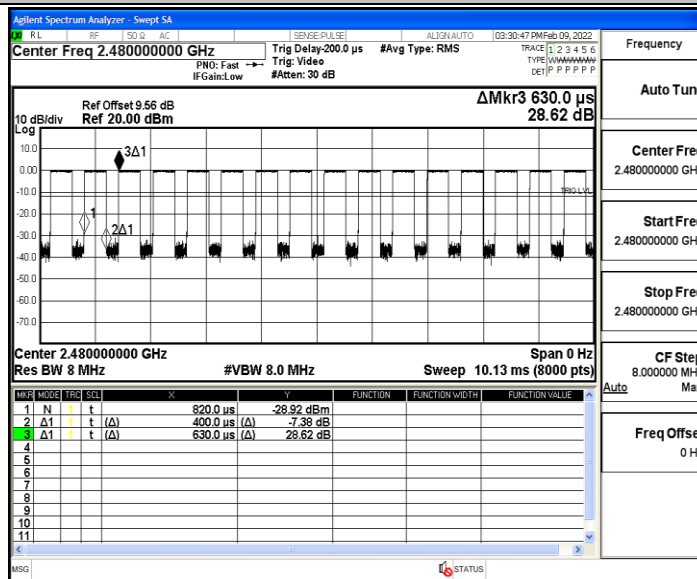 Agilent Spectrum Analyzer - Swept SA
RL RF 50 Ω AC SENSE:PULSE ALIGNAUTO 03:30:47 PM Feb 09, 2022
Center Freq 2.480000000 GHz
PNO: Fast
IFGain:Low
Trig Delay-200.0 µs
Trig: Video
#Atten: 30 dB
#Avg Type: RMS
TRACE 1 2 3 4 5 6
TYPE
DET P P P P P P
ΔMkr3 630.0 µs
28.62 dB
Ref Offset 9.56 dB
10 dB/div Ref 20.00 dBm
Log
10.0
0.00
-10.0
-20.0
-30.0
-40.0
-50.0
-60.0
-70.0
3Δ1
1
2Δ1
TRIG LVL
Center 2.480000000 GHz Span 0 Hz
Res BW 8 MHz #VBW 8.0 MHz Sweep 10.13 ms (8000 pts)
MKR MODE TRC SCL X Y FUNCTION FUNCTION WIDTH FUNCTION VALUE
1 N 1 t 820.0 µs -28.92 dBm
2 Δ1 1 t (Δ) 400.0 µs (Δ) -7.38 dB
3 Δ1 1 t (Δ) 630.0 µs (Δ) 28.62 dB
4
5
6
7
8
9
10
11
MSG STATUS
Frequency
Auto Tun
Center Fre
2.480000000 GH
Start Fre
2.480000000 GH
Stop Fre
2.480000000 GH
CF Step
8.000000 MH
Auto Ma
Freq Offse
0 H